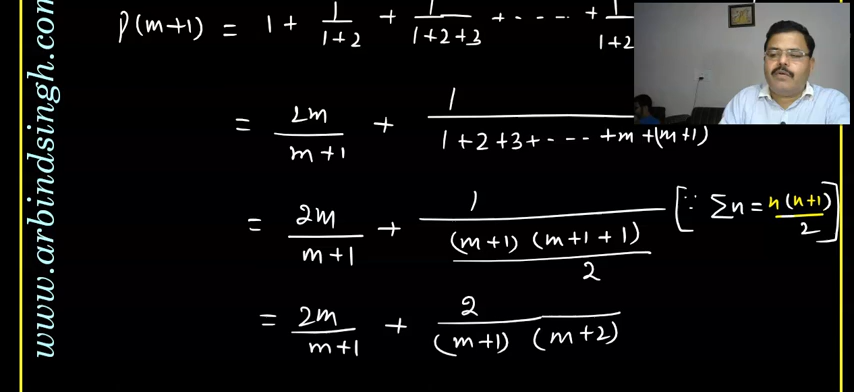 www.arbindsingh.com
P(m+1) = 1 + 1/(1+2) + 1/(1+2+3) + ---- + 1/(1+2
= 2m/(m+1) + 1/(1+2+3+---- +m+(m+1))
= 2m/(m+1) + 1/((m+1) (m+1+1)/2) [∵ Σn = n(n+1)/2]
= 2m/(m+1) + 2/((m+1) (m+2))